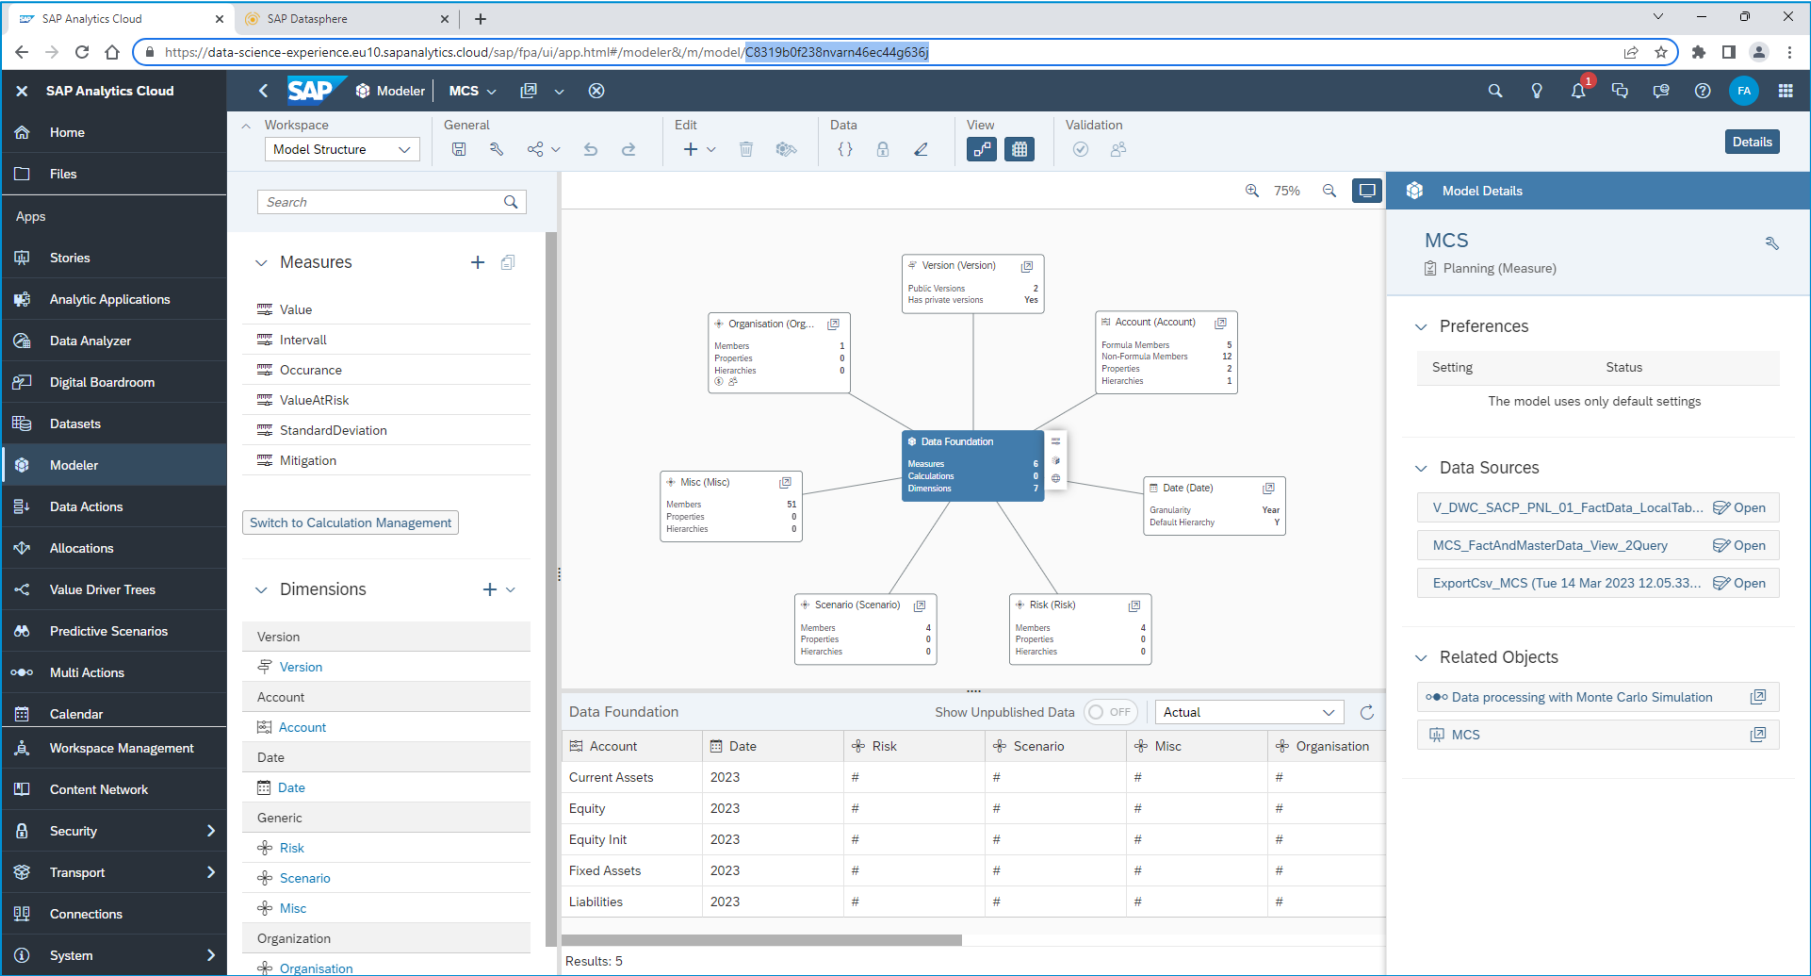 SAP Analytics Cloud
SAP Datasphere
https://data-science-experience.eu10.sapanalytics.cloud/sap/fpa/ui/app.html#/modeler&/m/model/C8319b0f238nvarn46ec44g636j
SAP Analytics Cloud
SAP
Modeler
MCS
1
FA
Home
Files
Apps
Stories
Analytic Applications
Data Analyzer
Digital Boardroom
Datasets
Modeler
Data Actions
Allocations
Value Driver Trees
Predictive Scenarios
Multi Actions
Calendar
Workspace Management
Content Network
Security
Transport
Connections
System
Workspace
Model Structure
General
Edit
Data
View
Validation
Details
Search
Measures
Value
Intervall
Occurance
ValueAtRisk
StandardDeviation
Mitigation
Switch to Calculation Management
Dimensions
Version
Version
Account
Account
Date
Date
Generic
Risk
Scenario
Misc
Organization
Organisation
75%
Version (Version)
Public Versions 2
Has private versions Yes
Organisation (Org...
Members 1
Properties 0
Hierarchies 0
Account (Account)
Formula Members 5
Non-Formula Members 12
Properties 2
Hierarchies 1
Data Foundation
Measures 6
Calculations 0
Dimensions 7
Misc (Misc)
Members 51
Properties 0
Hierarchies 0
Date (Date)
Granularity Year
Default Hierarchy Y
Scenario (Scenario)
Members 4
Properties 0
Hierarchies 0
Risk (Risk)
Members 4
Properties 0
Hierarchies 0
Data Foundation
Show Unpublished Data
OFF
Actual
Account Date Risk Scenario Misc Organisation
Current Assets 2023 # # # #
Equity 2023 # # # #
Equity Init 2023 # # # #
Fixed Assets 2023 # # # #
Liabilities 2023 # # # #
Results: 5
Model Details
MCS
Planning (Measure)
Preferences
Setting Status
The model uses only default settings
Data Sources
V_DWC_SACP_PNL_01_FactData_LocalTab... Open
MCS_FactAndMasterData_View_2Query Open
ExportCsv_MCS (Tue 14 Mar 2023 12.05.33... Open
Related Objects
Data processing with Monte Carlo Simulation
MCS